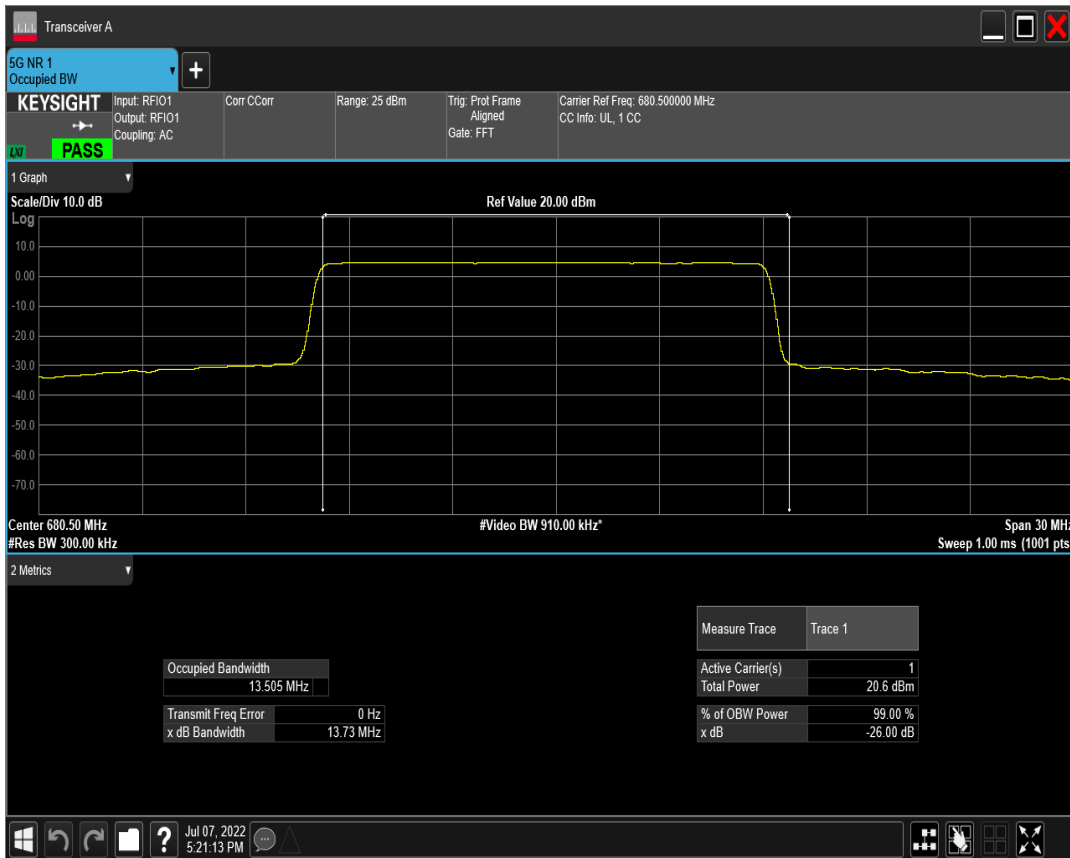 Transceiver A
5G NR 1
Occupied BW
+
KEYSIGHT
LXI
PASS
Input: RFIO1
Output: RFIO1
Coupling: AC
Corr CCorr
Range: 25 dBm
Trig: Prot Frame
Aligned
Gate: FFT
Carrier Ref Freq: 680.500000 MHz
CC Info: UL, 1 CC
1 Graph
Scale/Div 10.0 dB
Ref Value 20.00 dBm
Log
10.0
0.00
-10.0
-20.0
-30.0
-40.0
-50.0
-60.0
-70.0
Center 680.50 MHz
#Video BW 910.00 kHz*
Span 30 MHz
#Res BW 300.00 kHz
Sweep 1.00 ms (1001 pts
2 Metrics
Measure Trace Trace 1
Occupied Bandwidth
13.505 MHz
Active Carrier(s) 1
Total Power 20.6 dBm
Transmit Freq Error 0 Hz
x dB Bandwidth 13.73 MHz
% of OBW Power 99.00 %
x dB -26.00 dB
?
Jul 07, 2022
5:21:13 PM